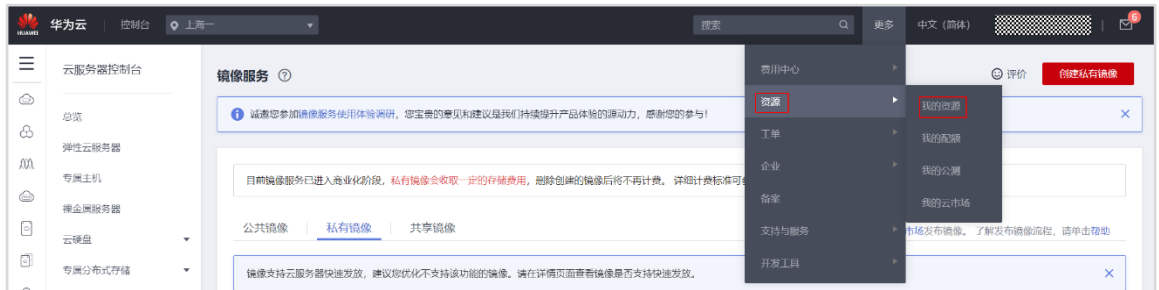 HUAWEI 华为云 控制台 上海一 搜索 更多 中文 (简体) 6
云服务器控制台
总览
弹性云服务器
专属主机
裸金属服务器
云硬盘
专属分布式存储
镜像服务 ?
评价 创建私有镜像
诚邀您参加镜像服务使用体验调研，您宝贵的意见和建议是我们持续提升产品体验的源动力，感谢您的参与！
目前镜像服务已进入商业化阶段，私有镜像会收取一定的存储费用，删除创建的镜像后将不再计费。 详细计费标准可
公共镜像 私有镜像 共享镜像
市场发布镜像。 了解发布镜像流程，请单击帮助
镜像支持云服务器快速发放，建议您优化不支持该功能的镜像。请在详情页面查看镜像是否支持快速发放。
费用中心
资源
工单
企业
备案
支持与服务
开发工具
我的资源
我的配额
我的公测
我的云市场